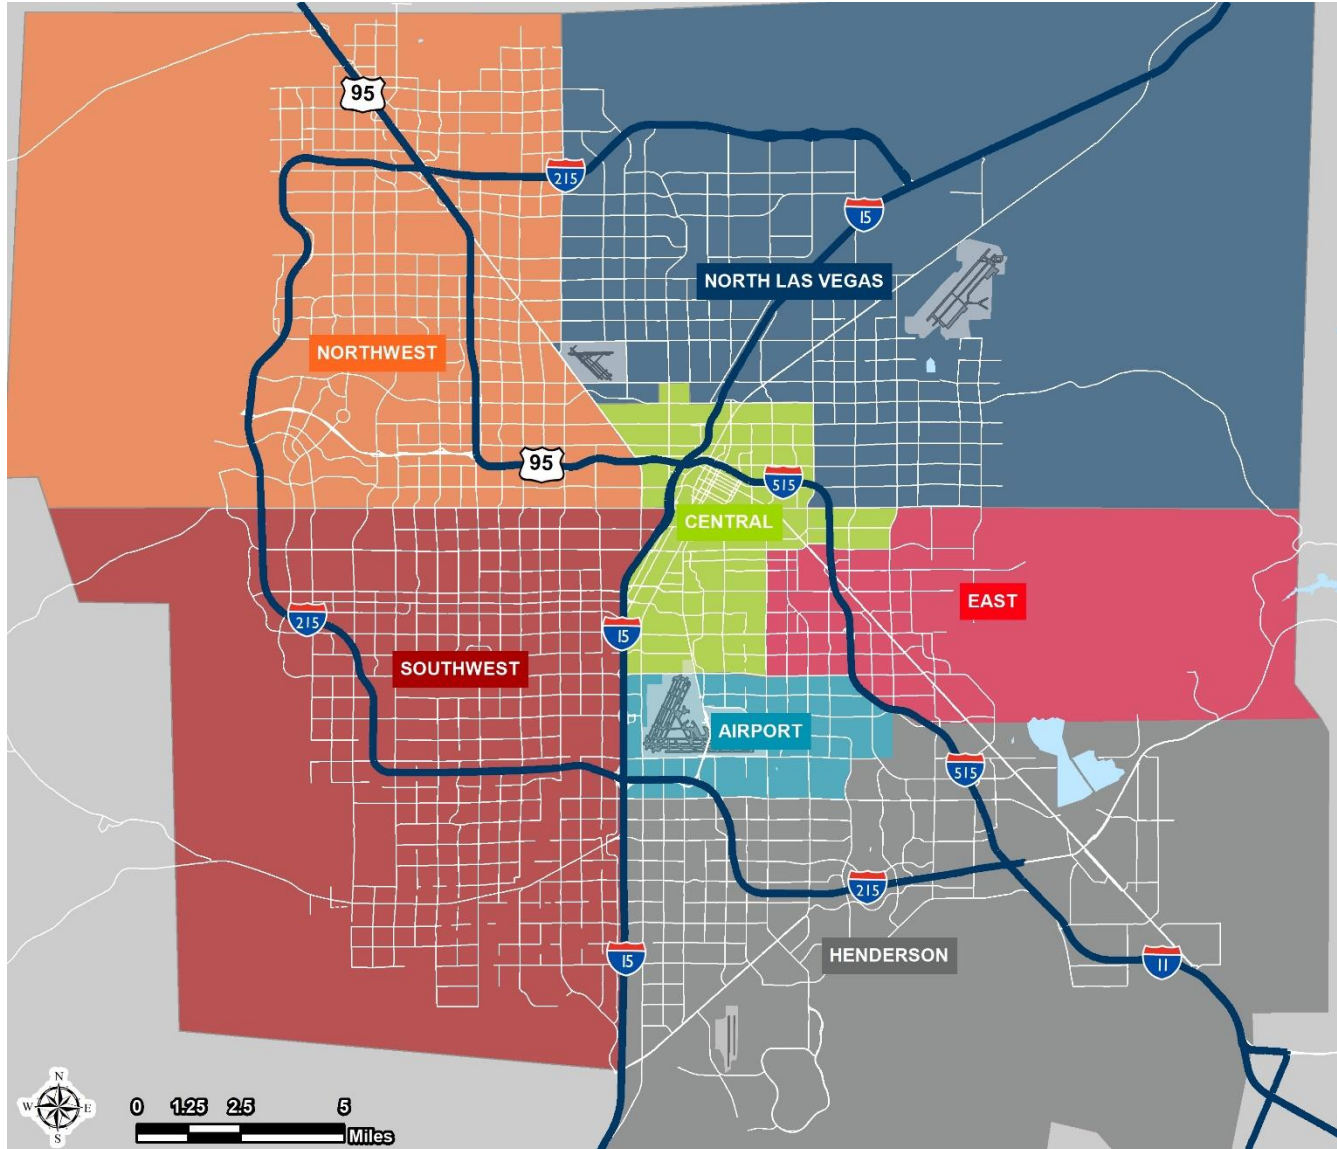 95
215
15
NORTH LAS VEGAS
NORTHWEST
95
515
CENTRAL
EAST
215
15
SOUTHWEST
AIRPORT
515
215
HENDERSON
15
11
N
W E
S
0 1.25 2.5 5
Miles